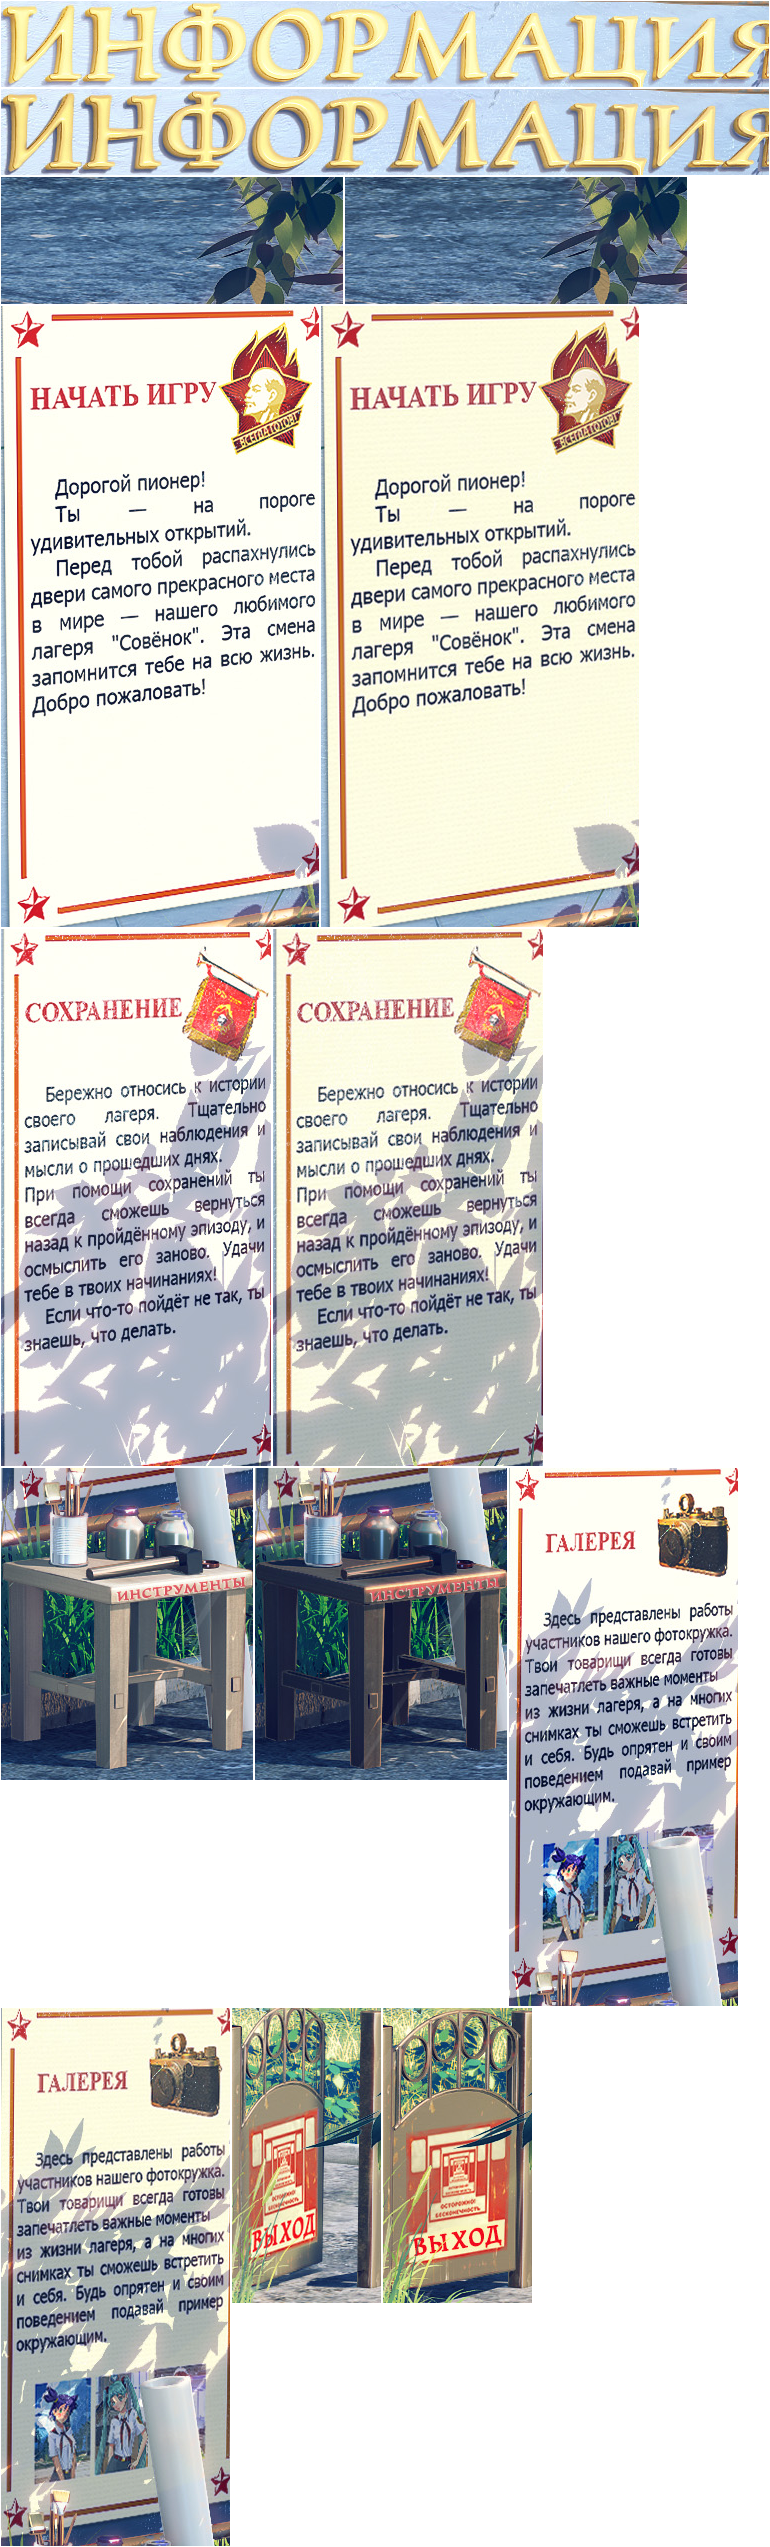 ИНФОРМАЦИЯ
ИНФОРМАЦИЯ
НАЧАТЬ ИГРУ
ВСЕГДА ГОТОВ!
Дорогой пионер!
Ты — на пороге
удивительных открытий.
Перед тобой распахнулись
двери самого прекрасного места
в мире — нашего любимого
лагеря "Совёнок". Эта смена
запомнится тебе на всю жизнь.
Добро пожаловать!
НАЧАТЬ ИГРУ
ВСЕГДА ГОТОВ!
Дорогой пионер!
Ты — на пороге
удивительных открытий.
Перед тобой распахнулись
двери самого прекрасного места
в мире — нашего любимого
лагеря "Совёнок". Эта смена
запомнится тебе на всю жизнь.
Добро пожаловать!
СОХРАНЕНИЕ
Бережно относись к истории
своего лагеря. Тщательно
записывай свои наблюдения и
мысли о прошедших днях.
При помощи сохранений ты
всегда сможешь вернуться
назад к пройдённому эпизоду, и
осмыслить его заново. Удачи
тебе в твоих начинаниях!
Если что-то пойдёт не так, ты
знаешь, что делать.
СОХРАНЕНИЕ
Бережно относись к истории
своего лагеря. Тщательно
записывай свои наблюдения и
мысли о прошедших днях.
При помощи сохранений ты
всегда сможешь вернуться
назад к пройдённому эпизоду, и
осмыслить его заново. Удачи
тебе в твоих начинаниях!
Если что-то пойдёт не так, ты
знаешь, что делать.
ИНСТРУМЕНТЫ
ИНСТРУМЕНТЫ
ГАЛЕРЕЯ
Здесь представлены работы
участников нашего фотокружка.
Твои товарищи всегда готовы
запечатлеть важные моменты
из жизни лагеря, а на многих
снимках ты сможешь встретить
и себя. Будь опрятен и своим
поведением подавай пример
окружающим.
ГАЛЕРЕЯ
Здесь представлены работы
участников нашего фотокружка.
Твои товарищи всегда готовы
запечатлеть важные моменты
из жизни лагеря, а на многих
снимках ты сможешь встретить
и себя. Будь опрятен и своим
поведением подавай пример
окружающим.
ОСТОРОЖНО!
БЕСКОНЕЧНОСТЬ
ВЫХОД
ОСТОРОЖНО!
БЕСКОНЕЧНОСТЬ
ВЫХОД